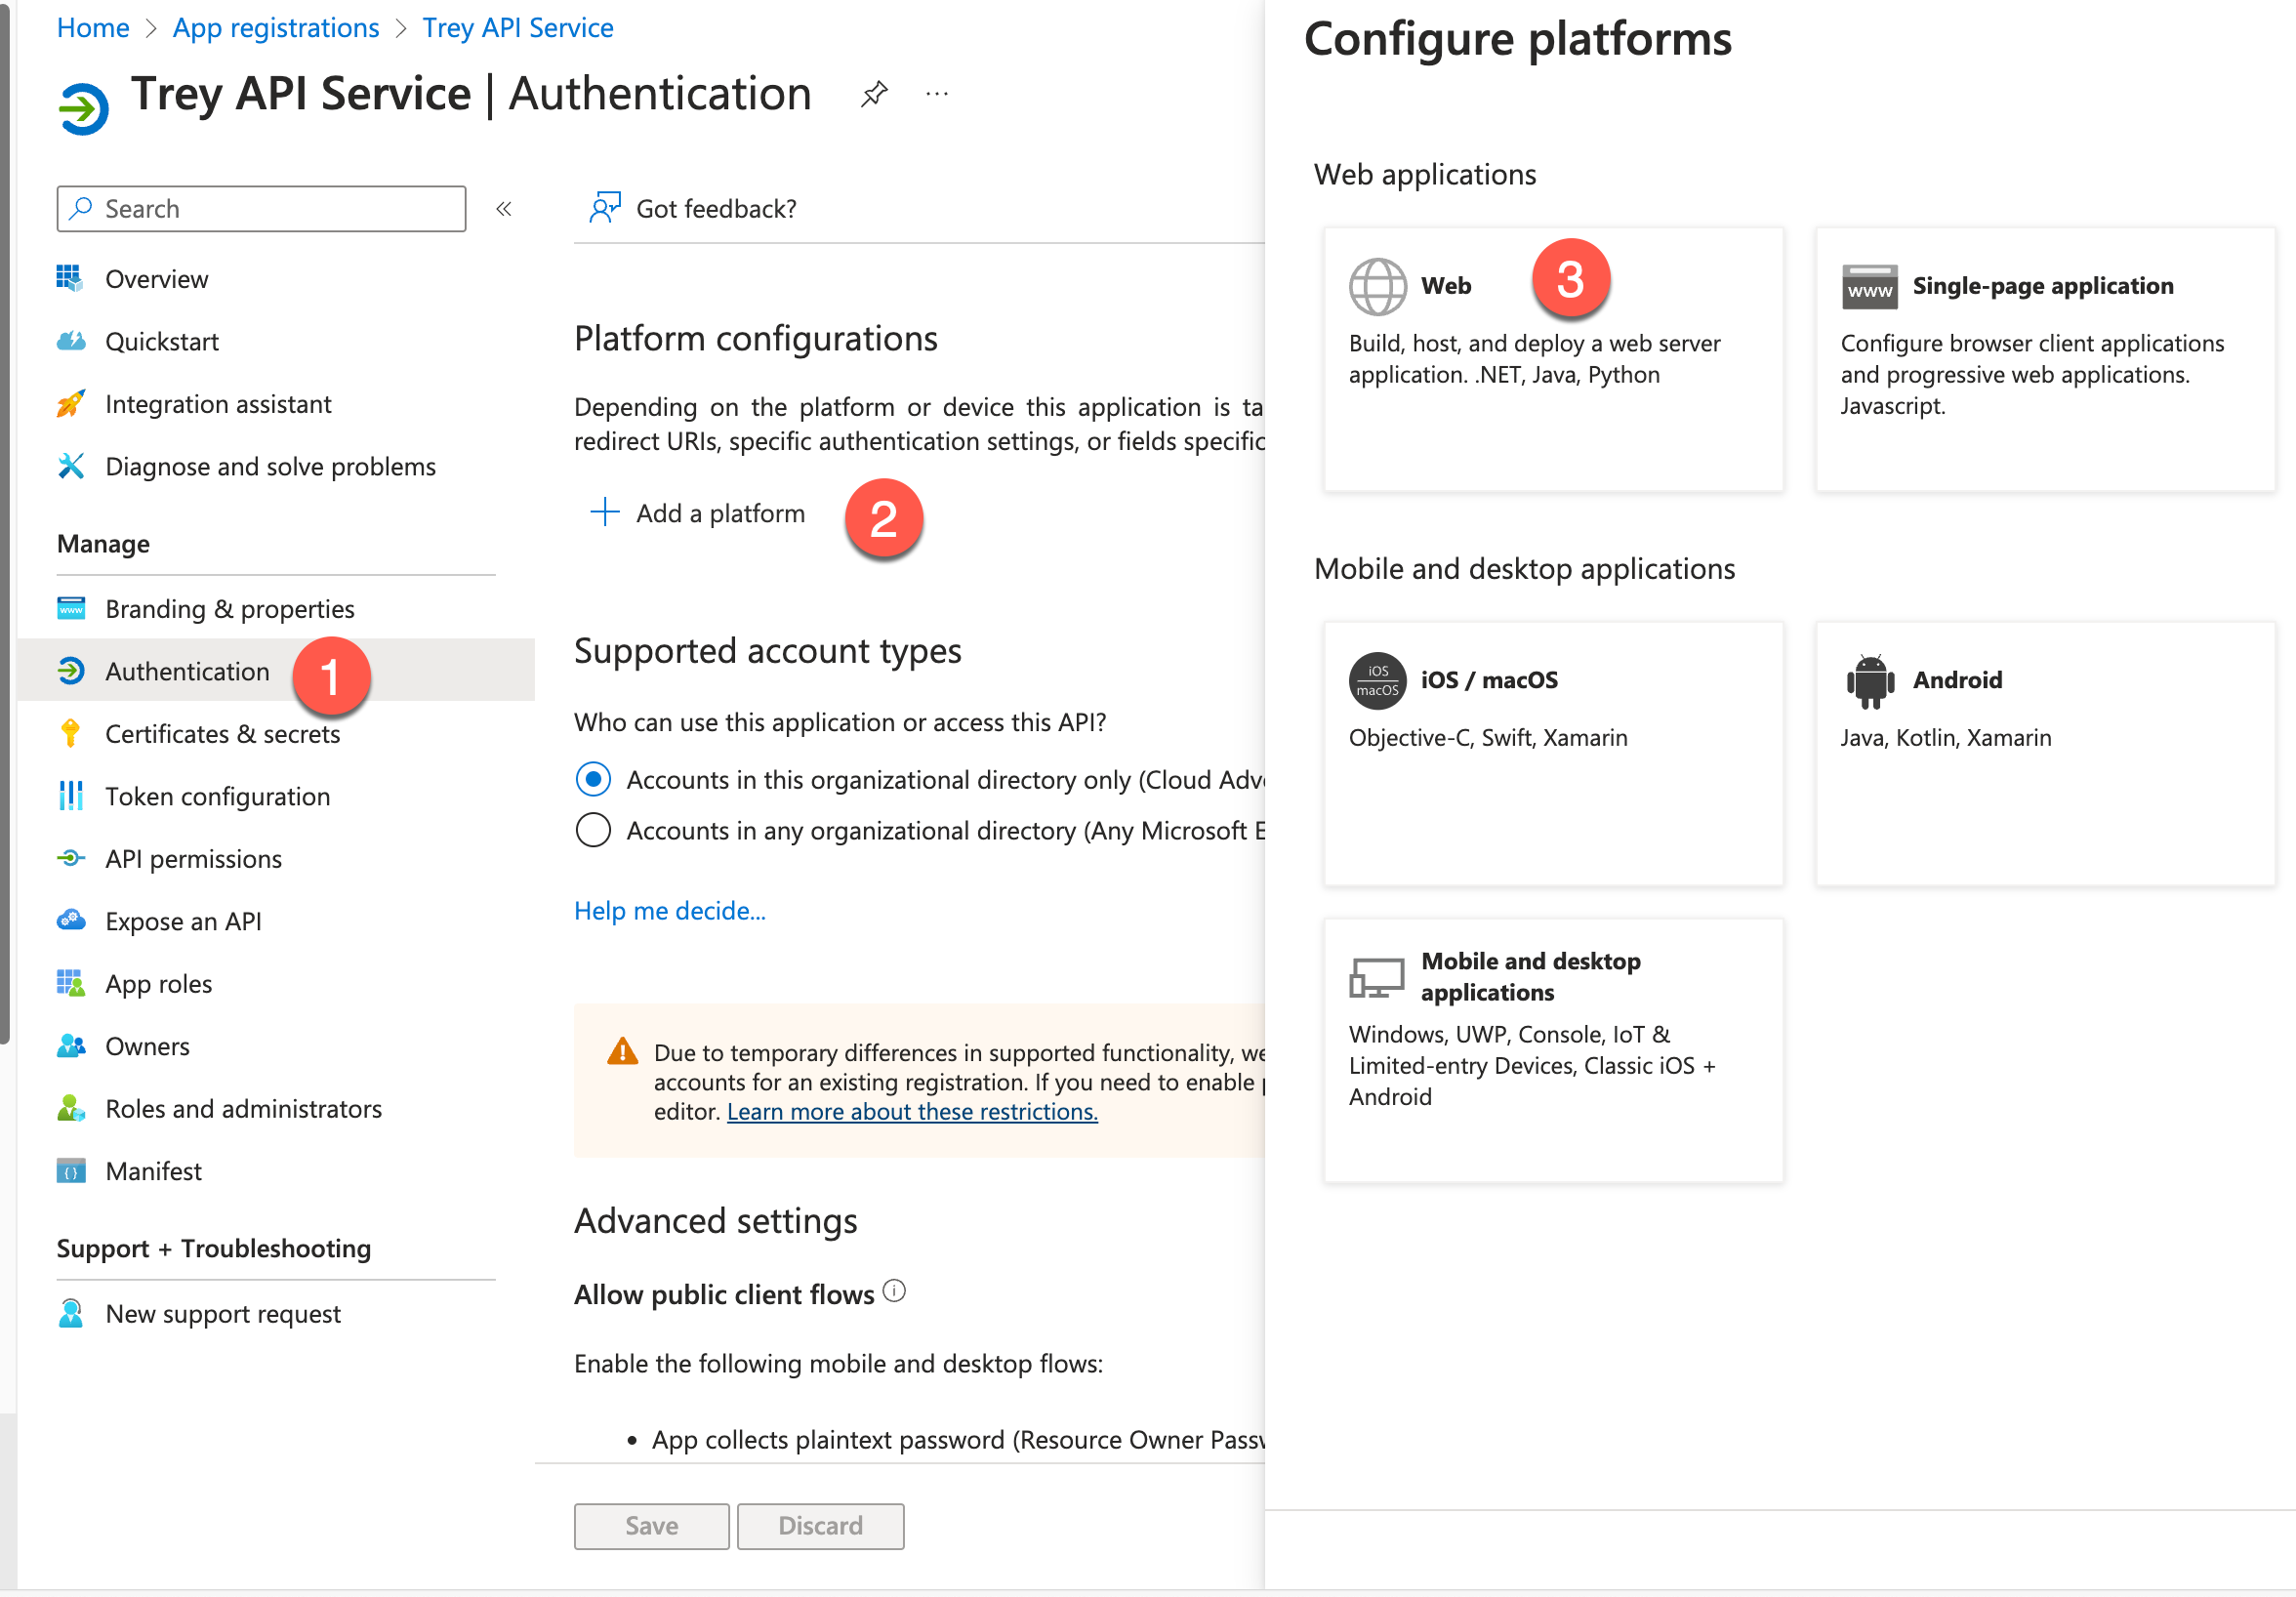 Home > App registrations > Trey API Service
Trey API Service | Authentication
Search
Overview
Quickstart
Integration assistant
Diagnose and solve problems
Manage
Branding & properties
Authentication
1
Certificates & secrets
Token configuration
API permissions
Expose an API
App roles
Owners
Roles and administrators
Manifest
Support + Troubleshooting
New support request
Got feedback?
Platform configurations
Depending on the platform or device this application is ta
redirect URIs, specific authentication settings, or fields specific
Add a platform
2
Supported account types
Who can use this application or access this API?
Accounts in this organizational directory only (Cloud Adv
Accounts in any organizational directory (Any Microsoft E
Help me decide...
Due to temporary differences in supported functionality, we
accounts for an existing registration. If you need to enable
editor. Learn more about these restrictions.
Advanced settings
Allow public client flows
Enable the following mobile and desktop flows:
• App collects plaintext password (Resource Owner Passw
Save
Discard
Configure platforms
Web applications
Web
3
Build, host, and deploy a web server
application. .NET, Java, Python
www
Single-page application
Configure browser client applications
and progressive web applications.
Javascript.
Mobile and desktop applications
iOS
macOS
iOS / macOS
Objective-C, Swift, Xamarin
Android
Java, Kotlin, Xamarin
Mobile and desktop
applications
Windows, UWP, Console, IoT &
Limited-entry Devices, Classic iOS +
Android